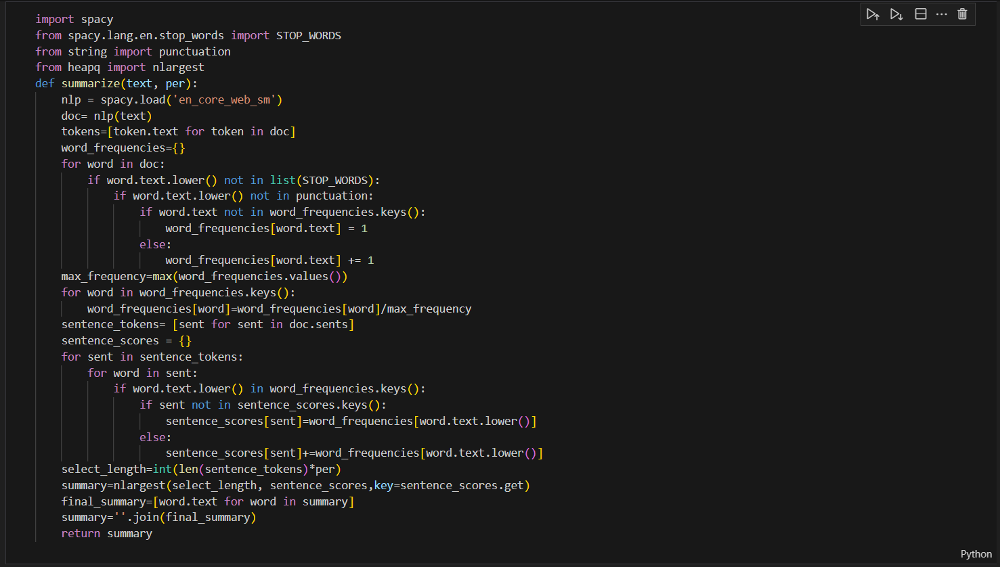 import spacy
from spacy.lang.en.stop_words import STOP_WORDS
from string import punctuation
from heapq import nlargest
def summarize(text, per):
    nlp = spacy.load('en_core_web_sm')
    doc= nlp(text)
    tokens=[token.text for token in doc]
    word_frequencies={}
    for word in doc:
        if word.text.lower() not in list(STOP_WORDS):
            if word.text.lower() not in punctuation:
                if word.text not in word_frequencies.keys():
                    word_frequencies[word.text] = 1
                else:
                    word_frequencies[word.text] += 1
    max_frequency=max(word_frequencies.values())
    for word in word_frequencies.keys():
        word_frequencies[word]=word_frequencies[word]/max_frequency
    sentence_tokens= [sent for sent in doc.sents]
    sentence_scores = {}
    for sent in sentence_tokens:
        for word in sent:
            if word.text.lower() in word_frequencies.keys():
                if sent not in sentence_scores.keys():
                    sentence_scores[sent]=word_frequencies[word.text.lower()]
                else:
                    sentence_scores[sent]+=word_frequencies[word.text.lower()]
    select_length=int(len(sentence_tokens)*per)
    summary=nlargest(select_length, sentence_scores,key=sentence_scores.get)
    final_summary=[word.text for word in summary]
    summary=''.join(final_summary)
    return summary
Python